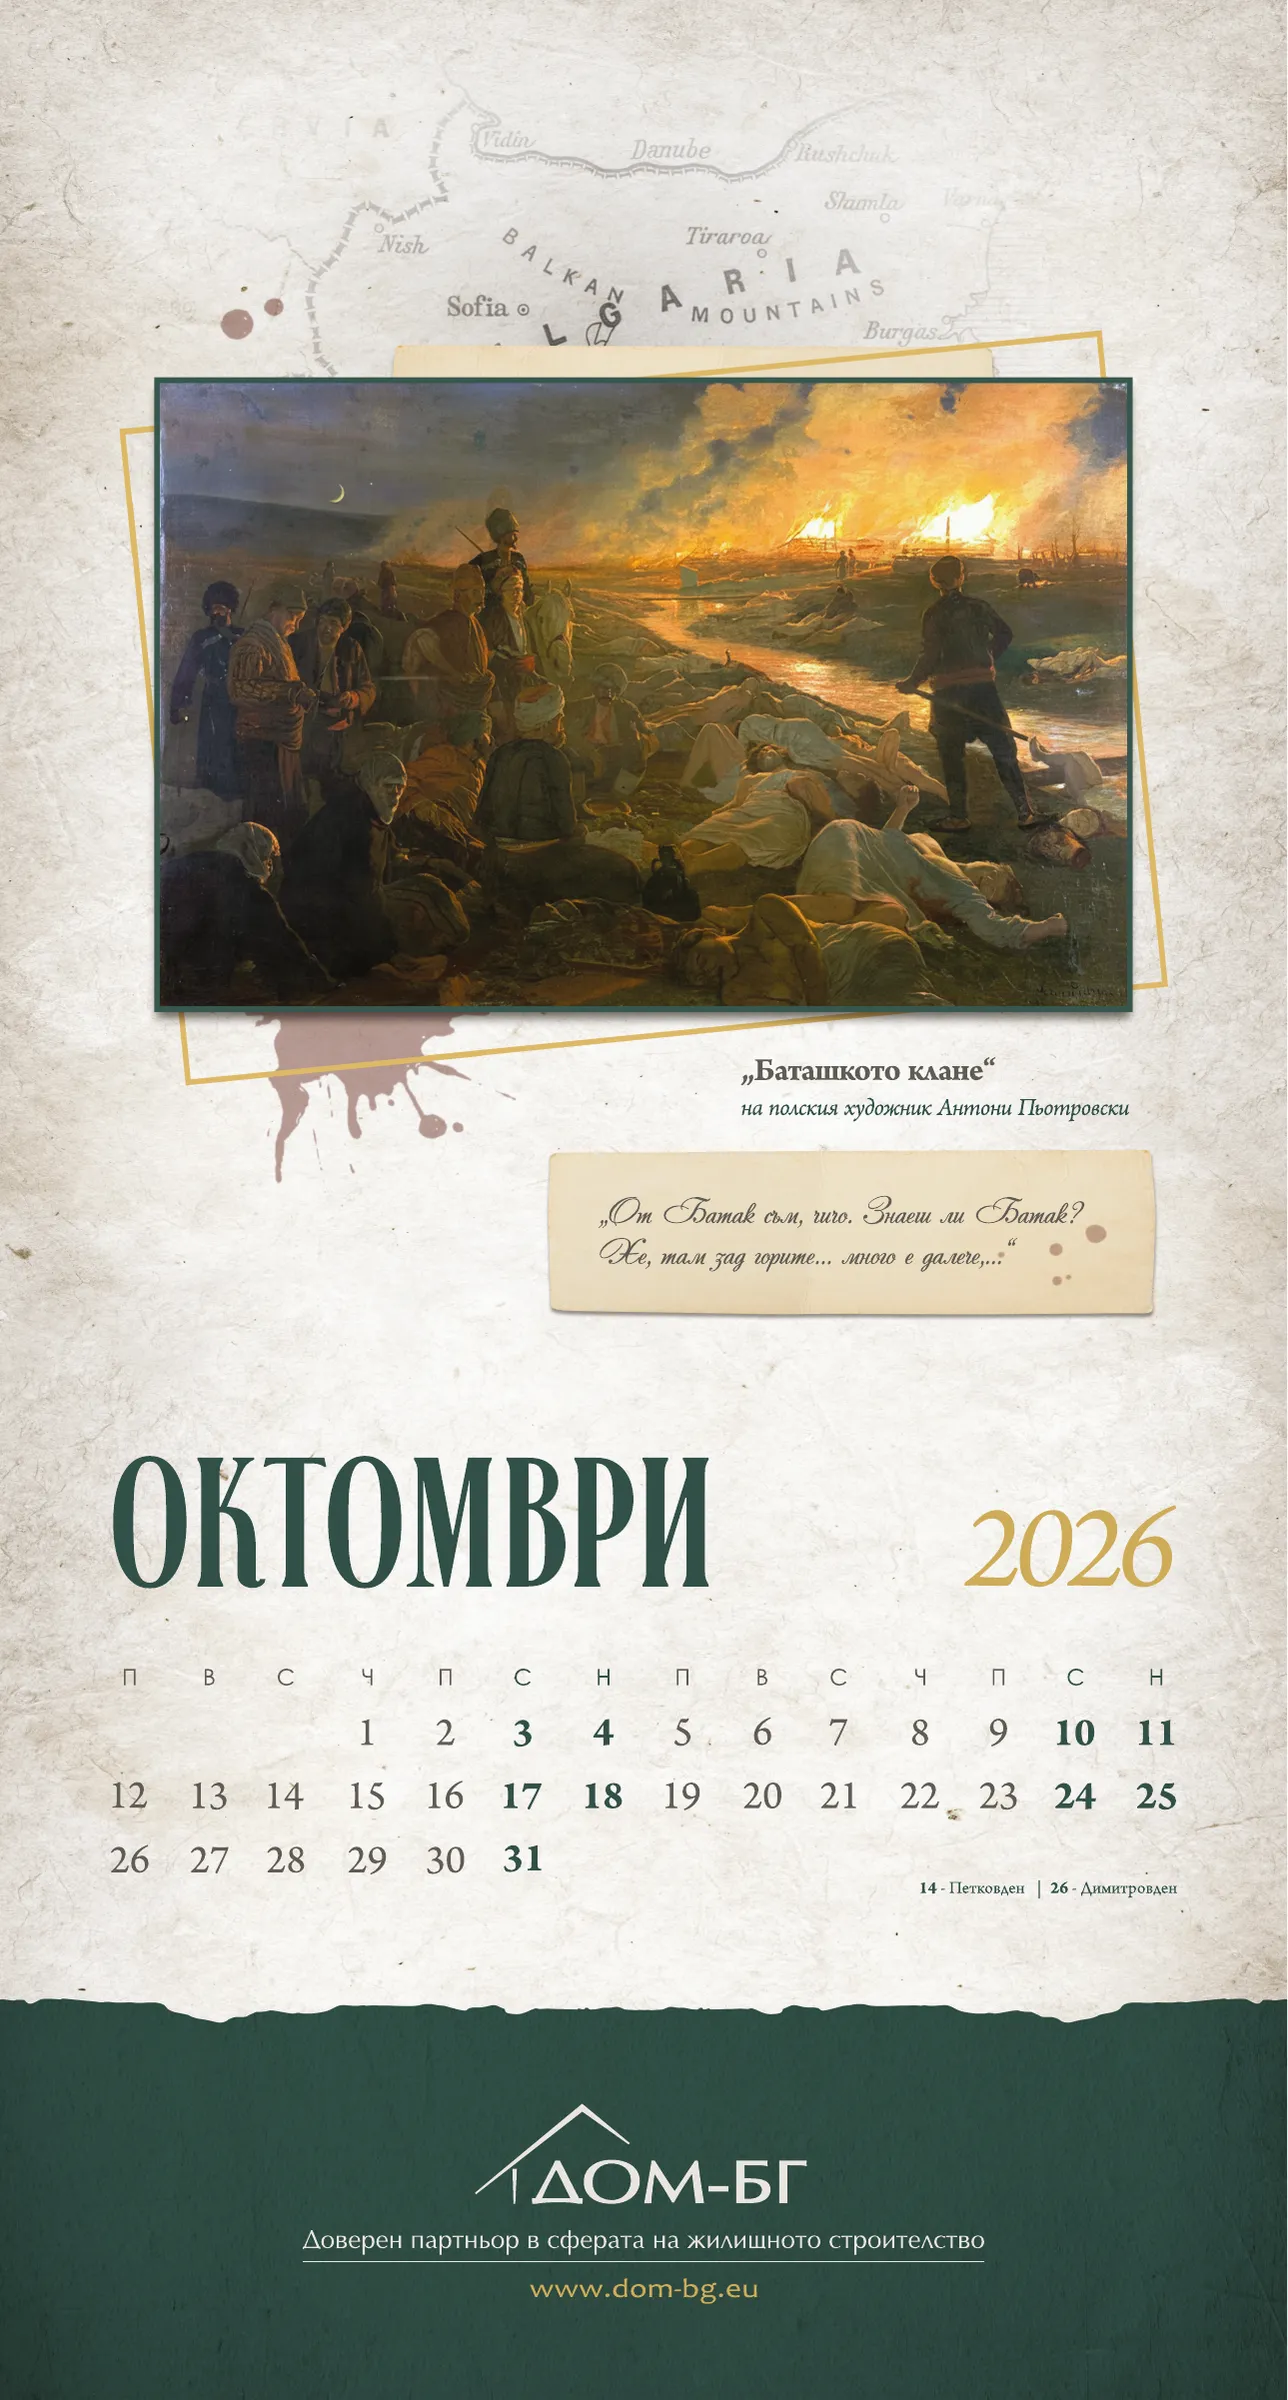 Vidin Danube Rushchuk
Shamla Varna
Nish BALKAN Tiraroa
L G A R I A
MOUNTAINS
Sofia
Burgas
„Баташкото клане“
на полския художник Антони Пьотровски
„От Батак съм, чичо. Знаеш ли Батак?
Хе, там зад горите... много е далече,...“
ОКТОМВРИ 2026
П В С Ч П С Н П В С Ч П С Н
1 2 3 4 5 6 7 8 9 10 11
12 13 14 15 16 17 18 19 20 21 22 23 24 25
26 27 28 29 30 31
14 - Петковден | 26 - Димитровден
ДОМ-БГ
Доверен партньор в сферата на жилищното строителство
www.dom-bg.eu